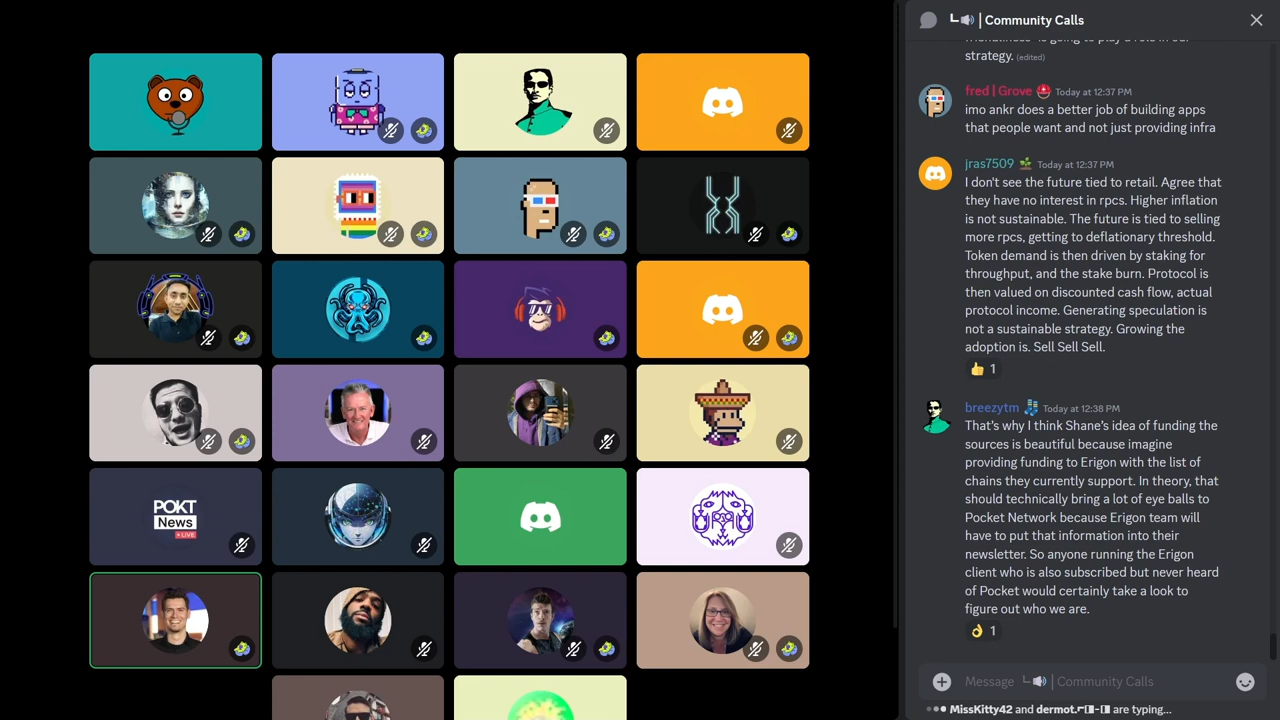 POKT
News
LIVE
Community Calls
strategy. (edited)
fred | Grove Today at 12:37 PM
imo ankr does a better job of building apps
that people want and not just providing infra
jras7509 Today at 12:37 PM
I don't see the future tied to retail. Agree that
they have no interest in rpcs. Higher inflation
is not sustainable. The future is tied to selling
more rpcs, getting to deflationary threshold.
Token demand is then driven by staking for
throughput, and the stake burn. Protocol is
then valued on discounted cash flow, actual
protocol income. Generating speculation is
not a sustainable strategy. Growing the
adoption is. Sell Sell Sell.
👍 1
breezytm Today at 12:38 PM
That's why I think Shane's idea of funding the
sources is beautiful because imagine
providing funding to Erigon with the list of
chains they currently support. In theory, that
should technically bring a lot of eye balls to
Pocket Network because Erigon team will
have to put that information into their
newsletter. So anyone running the Erigon
client who is also subscribed but never heard
of Pocket would certainly take a look to
figure out who we are.
👌 1
Message └🔊 | Community Calls
MissKitty42 and dermot. are typing...